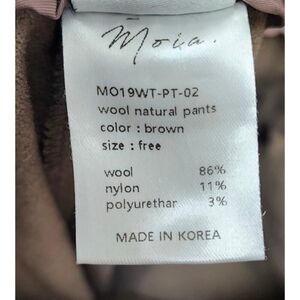 Moia.
MO19WT-PT-02
wool natural pants
color : brown
size : free
wool 86%
nylon 11%
polyurethar 3%
MADE IN KOREA